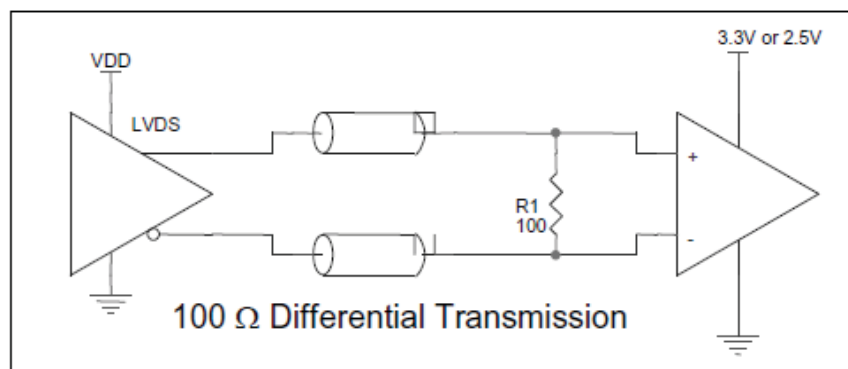 3.3V or 2.5V
VDD
LVDS
+
R1
100
-
100 Ω Differential Transmission